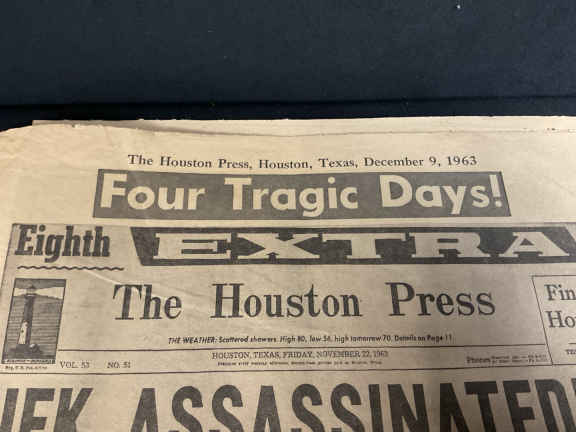 The Houston Press, Houston, Texas, December 9, 1963
Four Tragic Days!
Eighth EXTRA
Fin
The Houston Press
Ho
THE WEATHER: Scattered showers. High 80, low 56, high tomorrow 70. Details on Page 11
VOL. 53 NO. 51
HOUSTON, TEXAS, FRIDAY, NOVEMBER 22, 1963
Phones
JFK ASSASSINATED